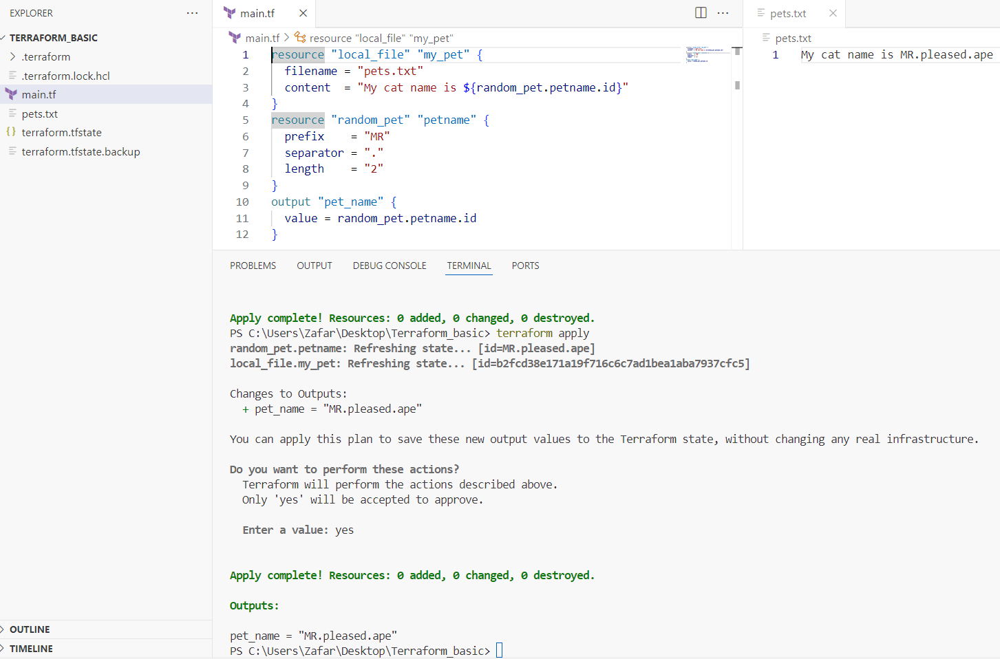 EXPLORER
TERRAFORM_BASIC
.terraform
.terraform.lock.hcl
main.tf
pets.txt
terraform.tfstate
terraform.tfstate.backup
OUTLINE
TIMELINE
main.tf
main.tf > resource "local_file" "my_pet"
1 resource "local_file" "my_pet" {
2 filename = "pets.txt"
3 content  = "My cat name is ${random_pet.petname.id}"
4 }
5 resource "random_pet" "petname" {
6 prefix    = "MR"
7 separator = "."
8 length    = "2"
9 }
10 output "pet_name" {
11 value = random_pet.petname.id
12 }
pets.txt
pets.txt
1 My cat name is MR.pleased.ape
PROBLEMS OUTPUT DEBUG CONSOLE TERMINAL PORTS
Apply complete! Resources: 0 added, 0 changed, 0 destroyed.
PS C:\Users\Zafar\Desktop\Terraform_basic> terraform apply
random_pet.petname: Refreshing state... [id=MR.pleased.ape]
local_file.my_pet: Refreshing state... [id=b2fcd38e171a19f716c6c7ad1bea1aba7937cfc5]
Changes to Outputs:
+ pet_name = "MR.pleased.ape"
You can apply this plan to save these new output values to the Terraform state, without changing any real infrastructure.
Do you want to perform these actions?
Terraform will perform the actions described above.
Only 'yes' will be accepted to approve.
Enter a value: yes
Apply complete! Resources: 0 added, 0 changed, 0 destroyed.
Outputs:
pet_name = "MR.pleased.ape"
PS C:\Users\Zafar\Desktop\Terraform_basic>